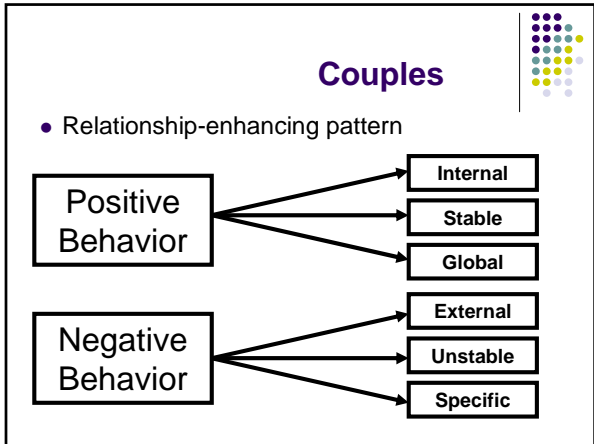 Couples
● Relationship-enhancing pattern
Positive
Behavior
Internal
Stable
Global
Negative
Behavior
External
Unstable
Specific